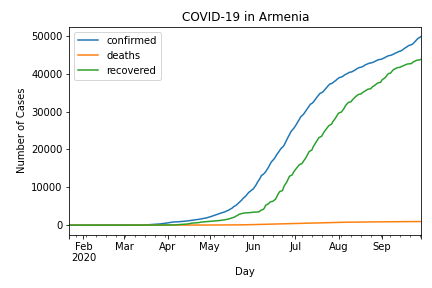 COVID-19 in Armenia
confirmed
deaths
recovered
Number of Cases
50000
40000
30000
20000
10000
0
Feb Mar Apr May Jun Jul Aug Sep
2020
Day